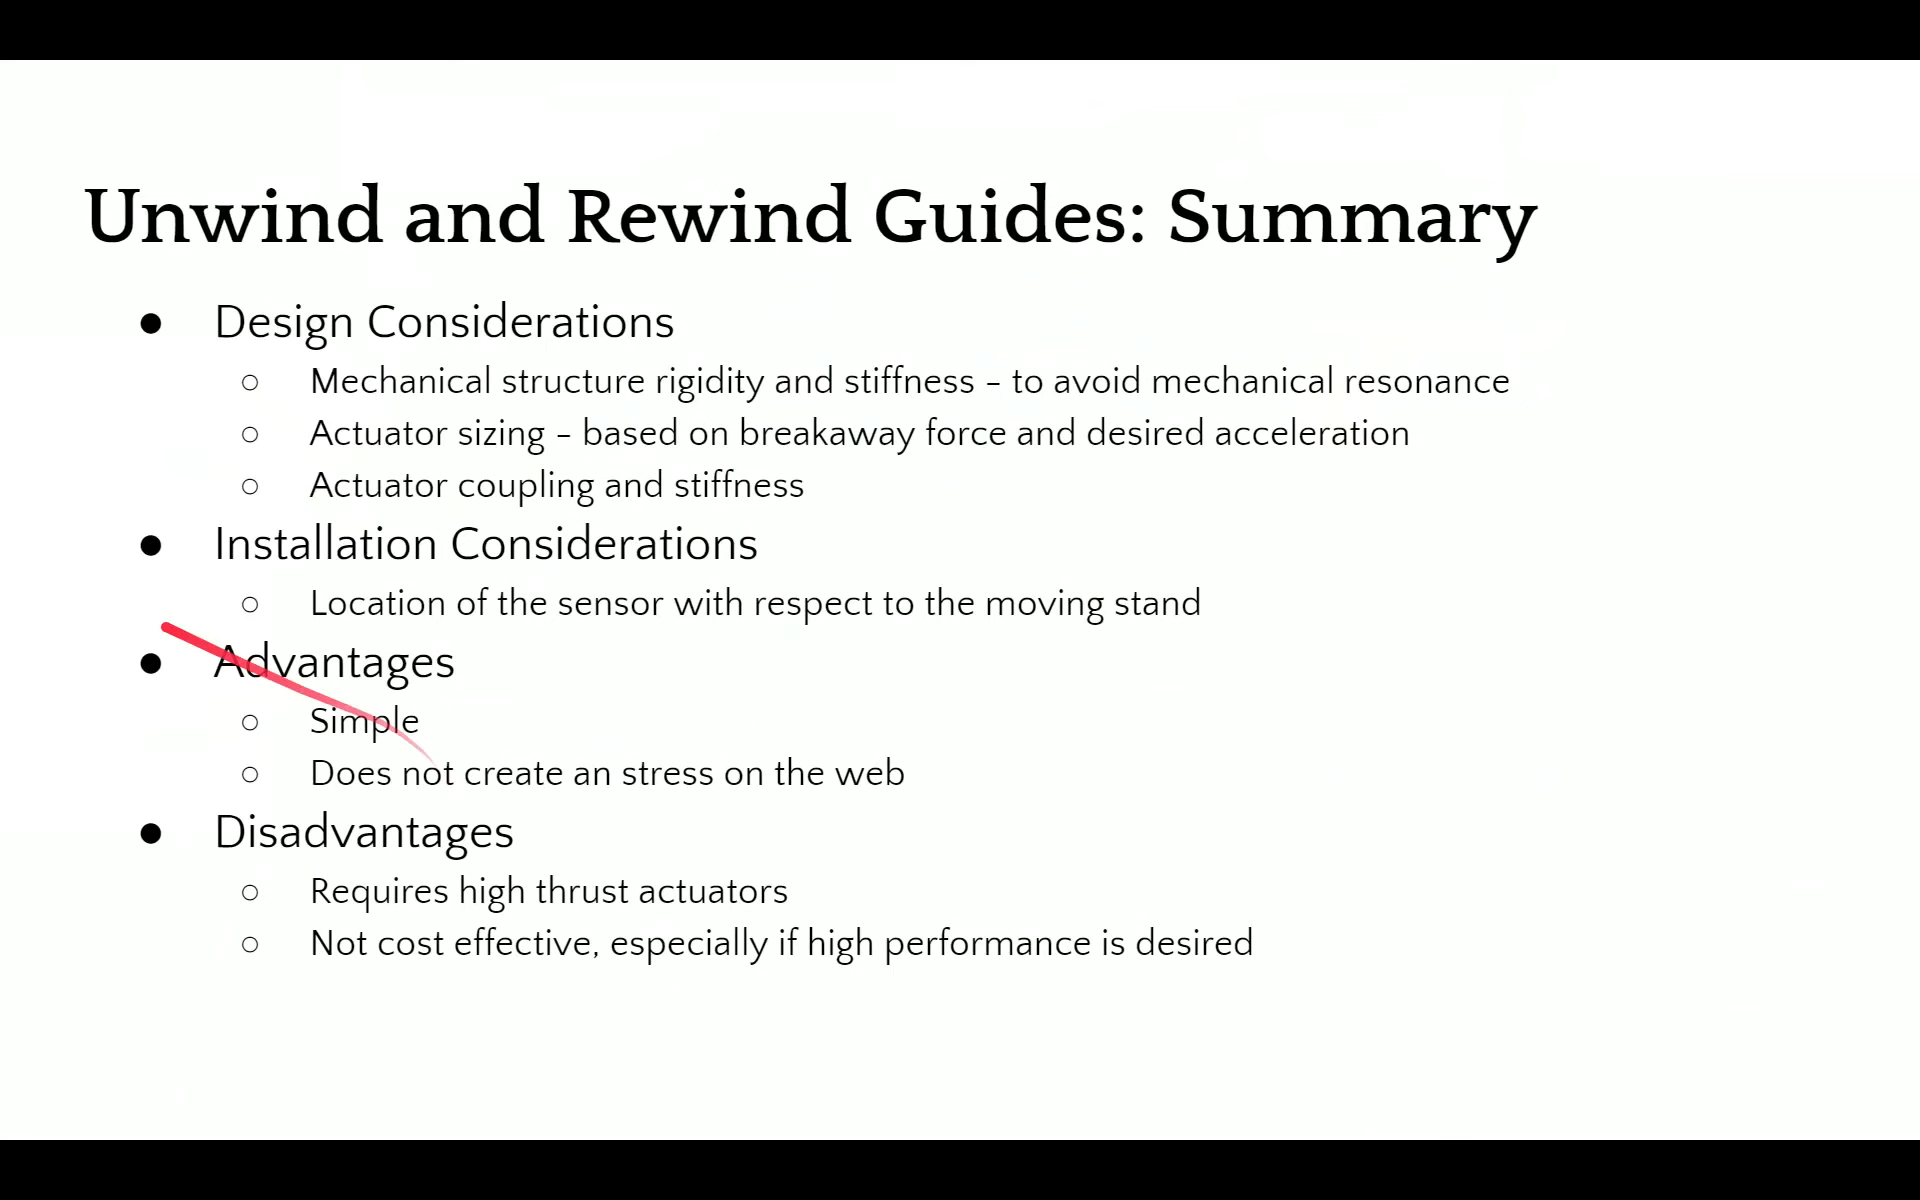 Unwind and Rewind Guides: Summary
● Design Considerations
○ Mechanical structure rigidity and stiffness – to avoid mechanical resonance
○ Actuator sizing – based on breakaway force and desired acceleration
○ Actuator coupling and stiffness
● Installation Considerations
○ Location of the sensor with respect to the moving stand
● Advantages
○ Simple
○ Does not create an stress on the web
● Disadvantages
○ Requires high thrust actuators
○ Not cost effective, especially if high performance is desired